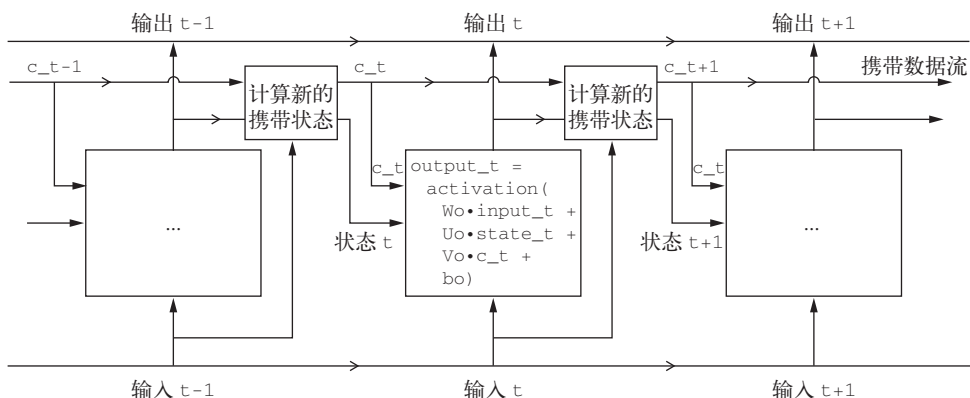 输出 t-1
输出 t
输出 t+1
c_t-1
c_t
c_t+1
携带数据流
计算新的
携带状态
计算新的
携带状态
c_t
output_t =
activation(
Wo•input_t +
Uo•state_t +
Vo•c_t +
bo)
c_t
...
...
状态 t
状态 t+1
输入 t-1
输入 t
输入 t+1